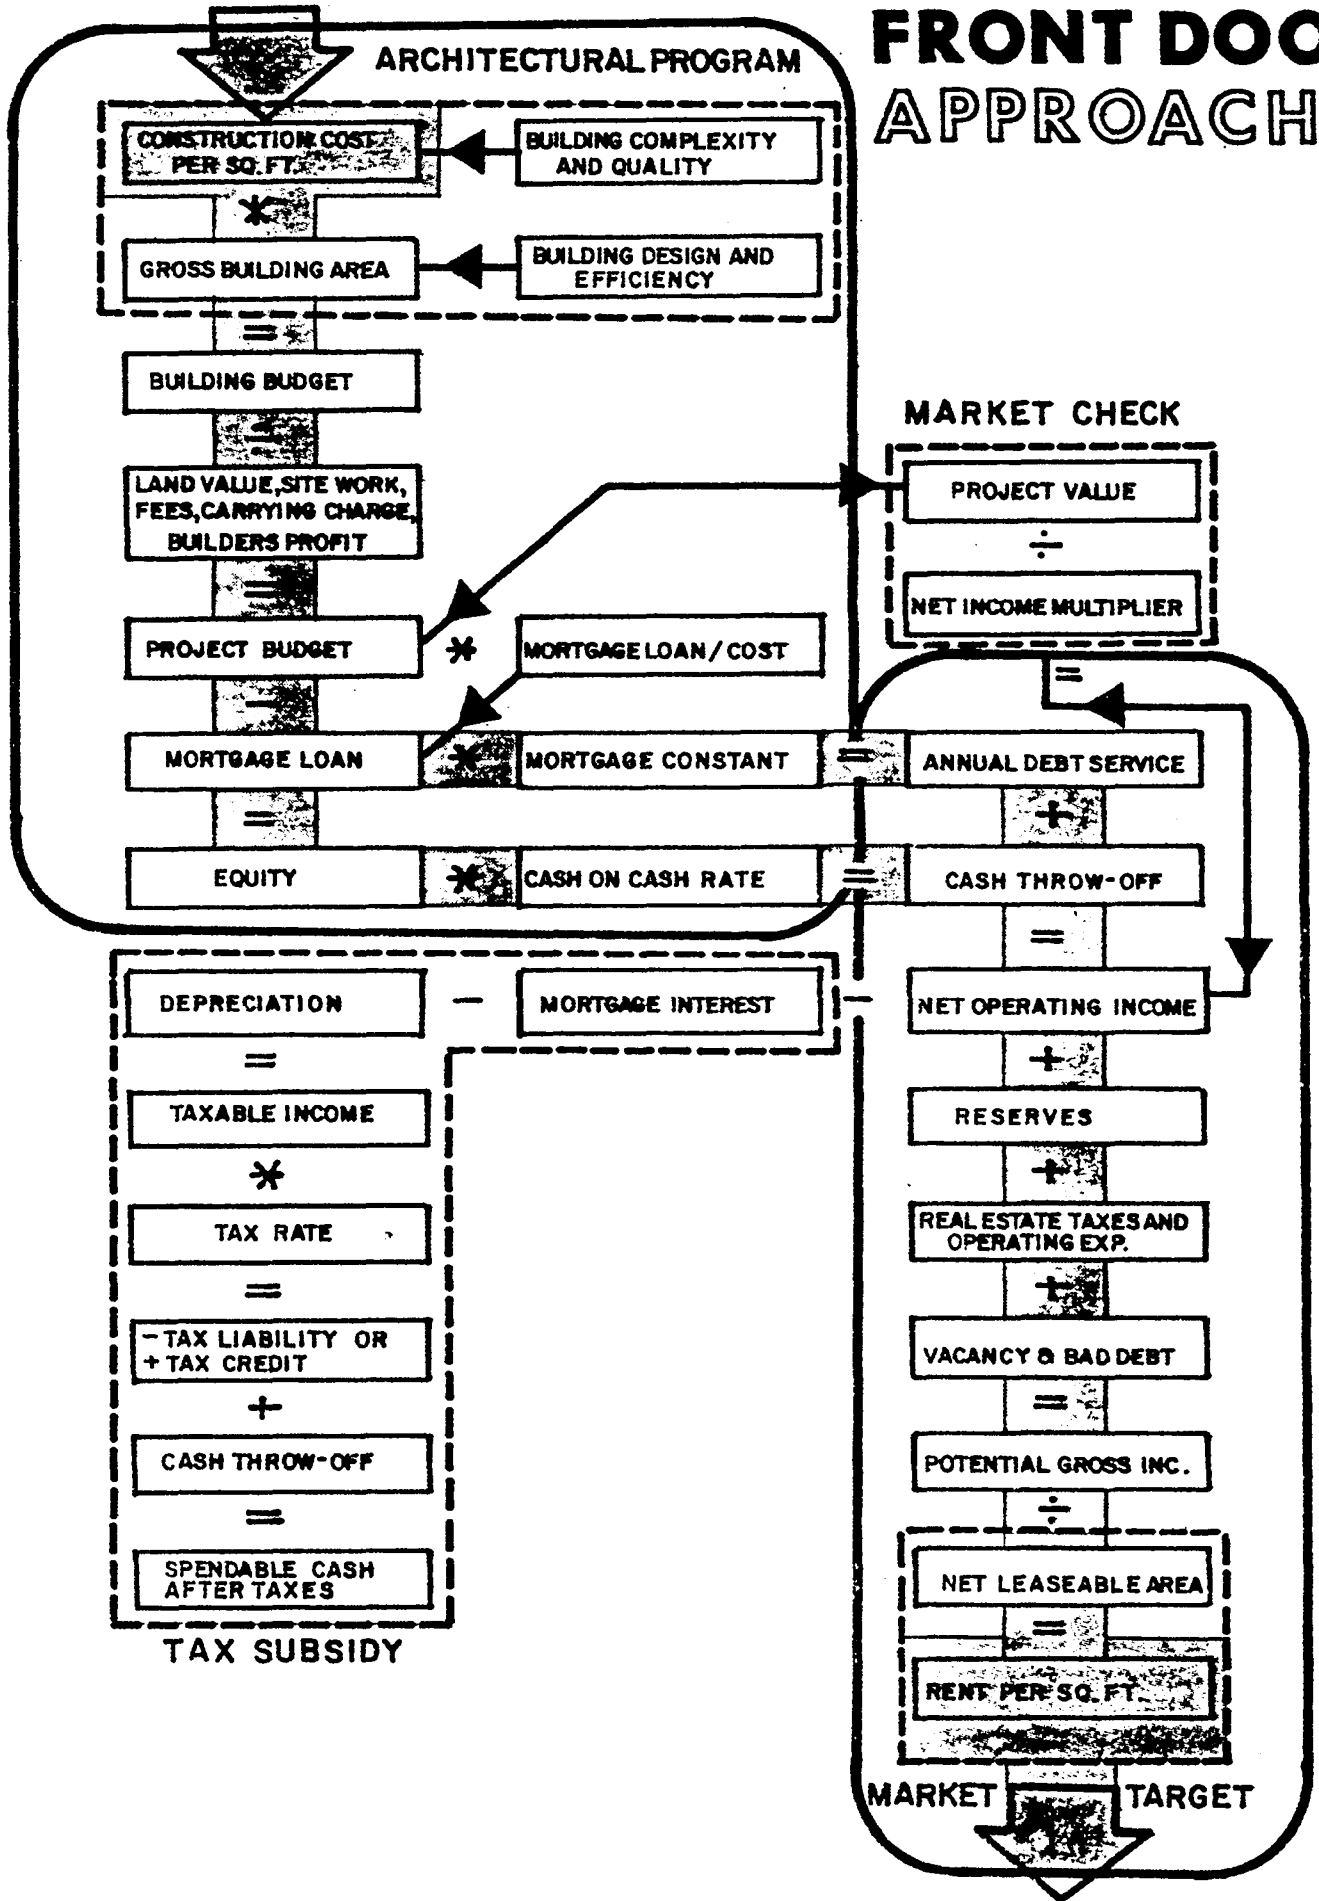 FRONT DOO
APPROACH
ARCHITECTURAL PROGRAM
CONSTRUCTION COST
PER SQ. FT.
BUILDING COMPLEXITY
AND QUALITY
*
GROSS BUILDING AREA
BUILDING DESIGN AND
EFFICIENCY
=
BUILDING BUDGET
LAND VALUE, SITE WORK,
FEES, CARRYING CHARGE,
BUILDERS PROFIT
=
PROJECT BUDGET
*
MORTGAGE LOAN / COST
−
MORTGAGE LOAN
*
MORTGAGE CONSTANT
=
ANNUAL DEBT SERVICE
=
EQUITY
*
CASH ON CASH RATE
=
CASH THROW-OFF
MARKET CHECK
PROJECT VALUE
÷
NET INCOME MULTIPLIER
=
+
=
DEPRECIATION
−
MORTGAGE INTEREST
−
NET OPERATING INCOME
=
TAXABLE INCOME
*
TAX RATE
=
− TAX LIABILITY OR
+ TAX CREDIT
+
CASH THROW-OFF
=
SPENDABLE CASH
AFTER TAXES
TAX SUBSIDY
+
RESERVES
+
REAL ESTATE TAXES AND
OPERATING EXP.
+
VACANCY & BAD DEBT
=
POTENTIAL GROSS INC.
÷
NET LEASEABLE AREA
=
RENT PER SQ. FT.
MARKET TARGET